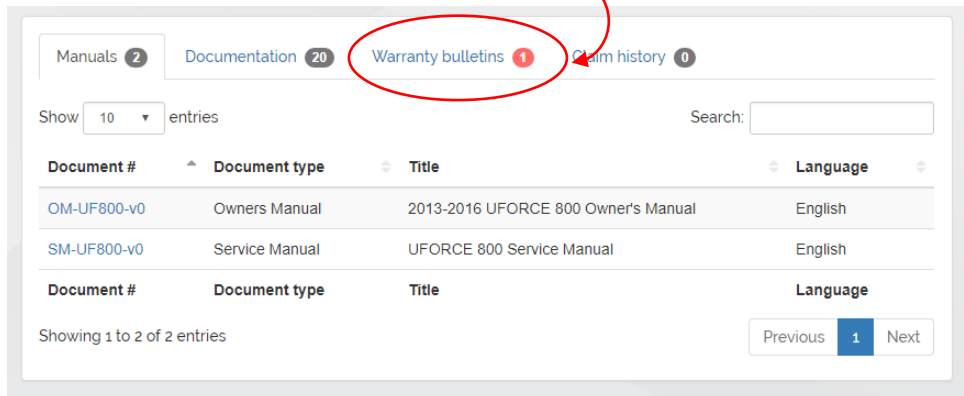 Manuals 2 Documentation 20 Warranty bulletins 1 Claim history 0
Show 10 entries Search:
Document # Document type Title Language
OM-UF800-v0 Owners Manual 2013-2016 UFORCE 800 Owner's Manual English
SM-UF800-v0 Service Manual UFORCE 800 Service Manual English
Document # Document type Title Language
Showing 1 to 2 of 2 entries Previous 1 Next